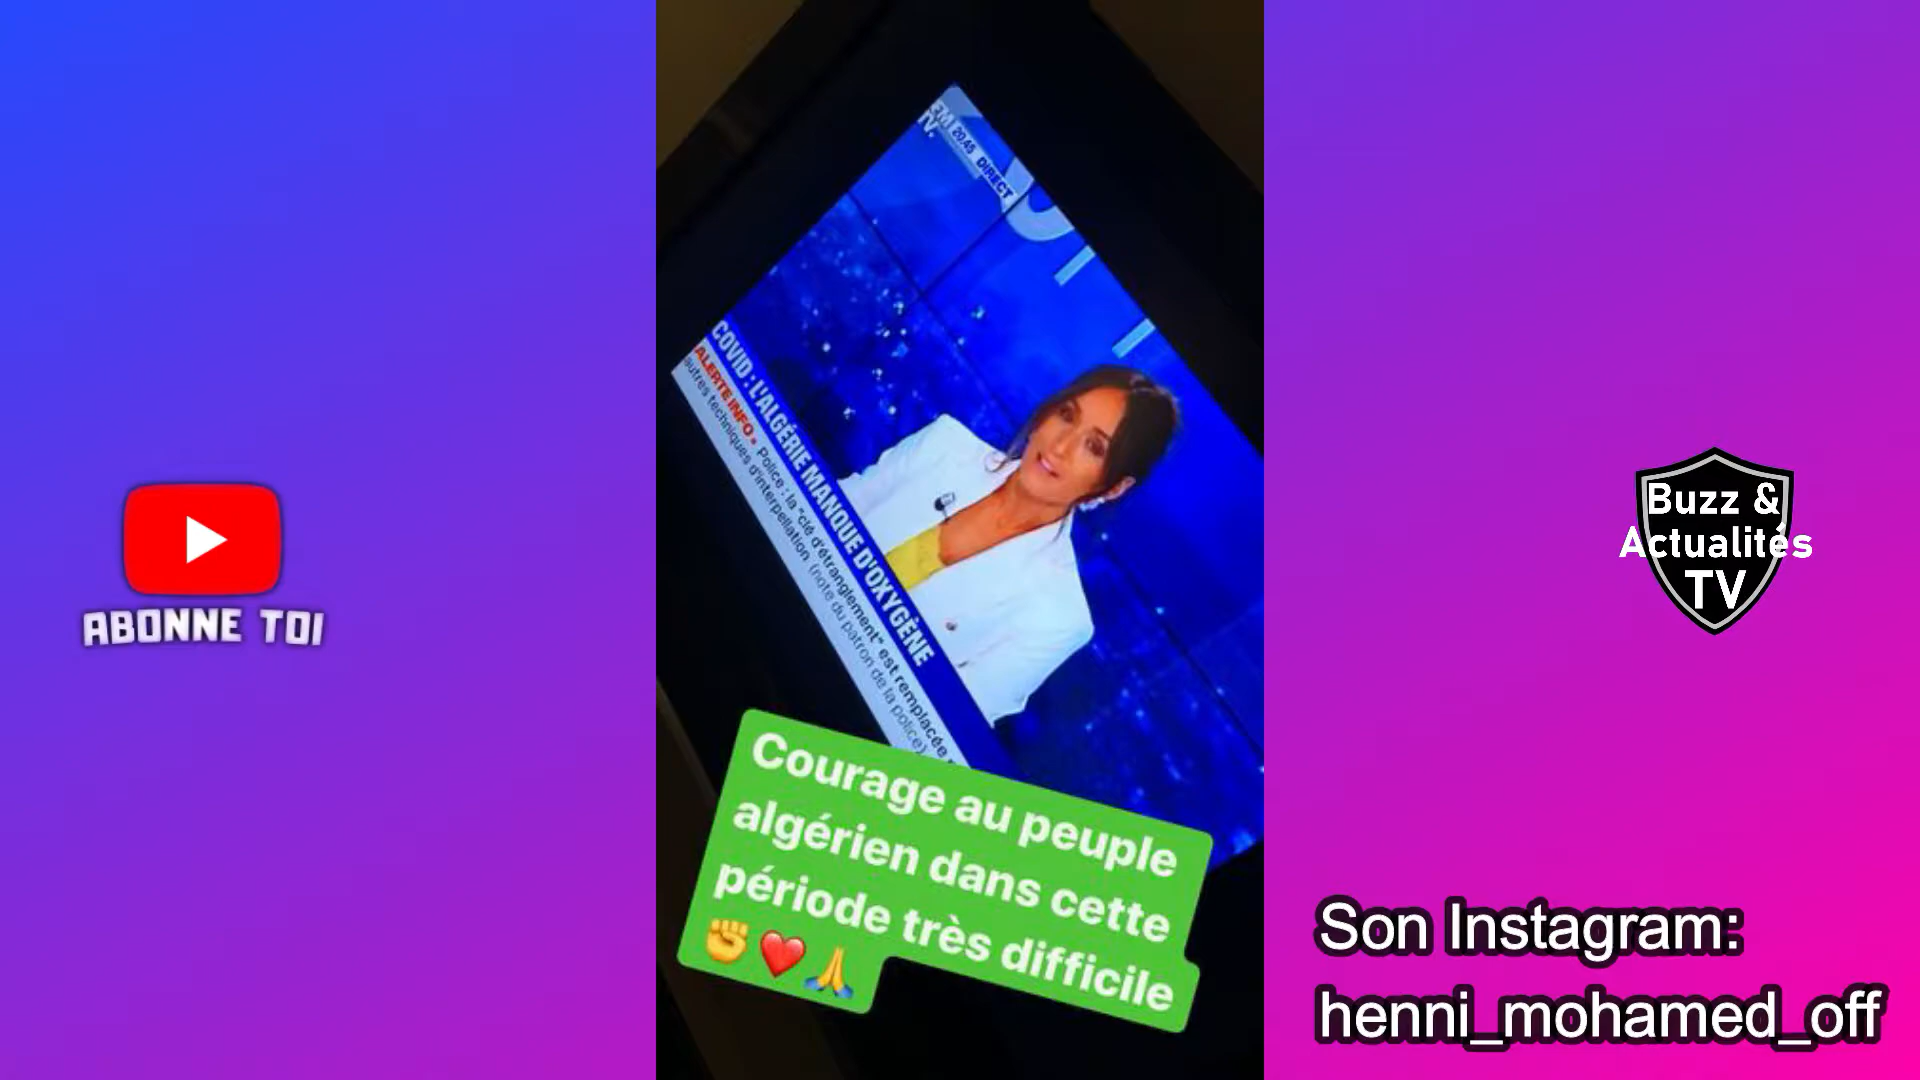 BFM
TV.
20:45 DIRECT
COVID : L'ALGÉRIE MANQUE D'OXYGÈNE
ALERTE INFO • Police : la "clé d'étranglement" est remplacée
autres techniques d'interpellation (note du patron de la police)
Courage au peuple
algérien dans cette
période très difficile
✊❤️🙏
ABONNE TOI
Buzz &
Actualités
TV
Son Instagram:
henni_mohamed_off